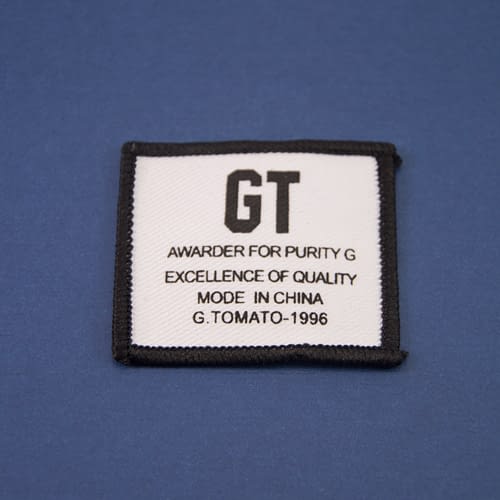 GT
AWARDER FOR PURITY G
EXCELLENCE OF QUALITY
MODE IN CHINA
G.TOMATO-1996